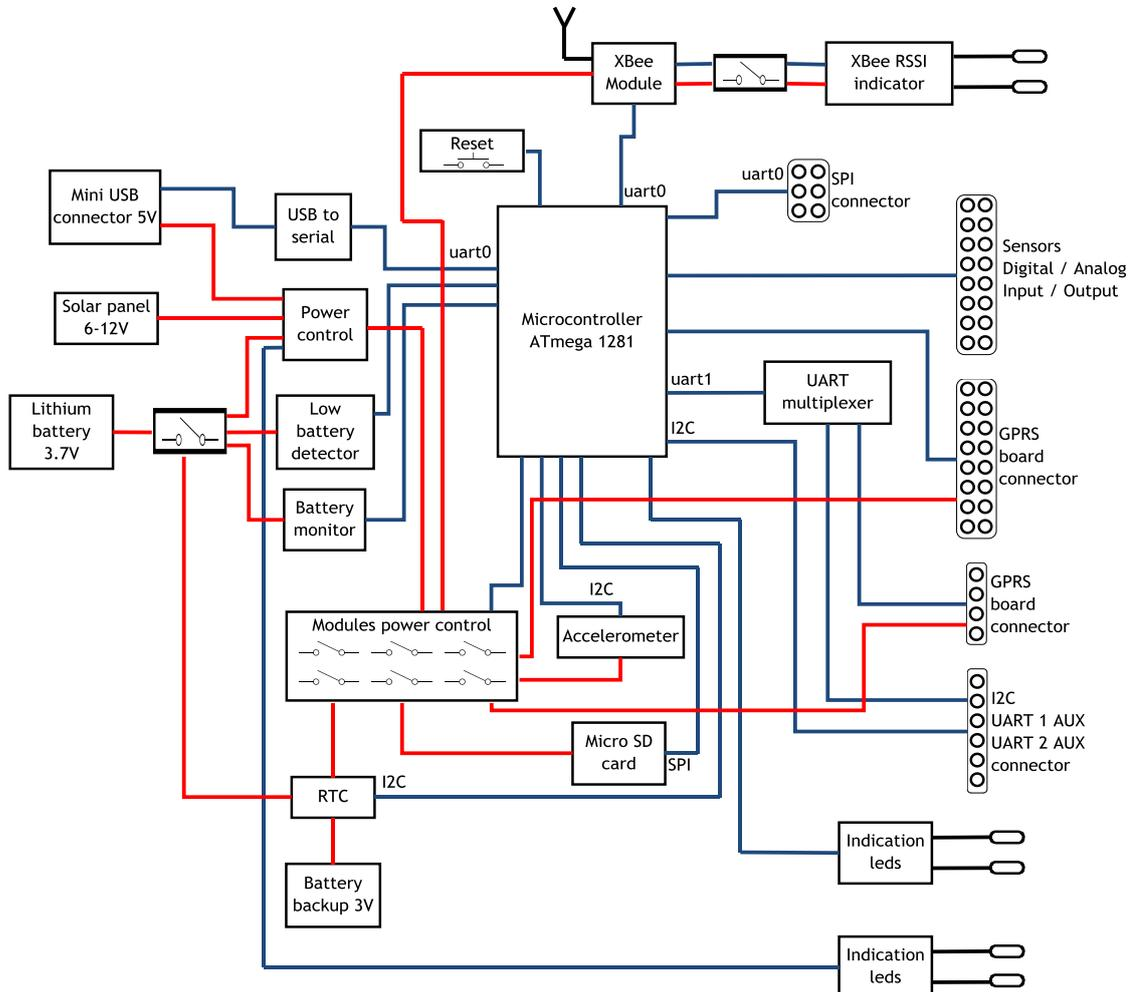 XBee
Module
XBee RSSI
indicator
Reset
uart0
uart0
SPI
connector
Mini USB
connector 5V
USB to
serial
uart0
Sensors
Digital / Analog
Input / Output
Solar panel
6-12V
Power
control
Microcontroller
ATmega 1281
uart1
UART
multiplexer
Lithium
battery
3.7V
Low
battery
detector
I2C
GPRS
board
connector
Battery
monitor
I2C
GPRS
board
connector
Modules power control
Accelerometer
I2C
UART 1 AUX
UART 2 AUX
connector
Micro SD
card
SPI
RTC
I2C
Indication
leds
Battery
backup 3V
Indication
leds